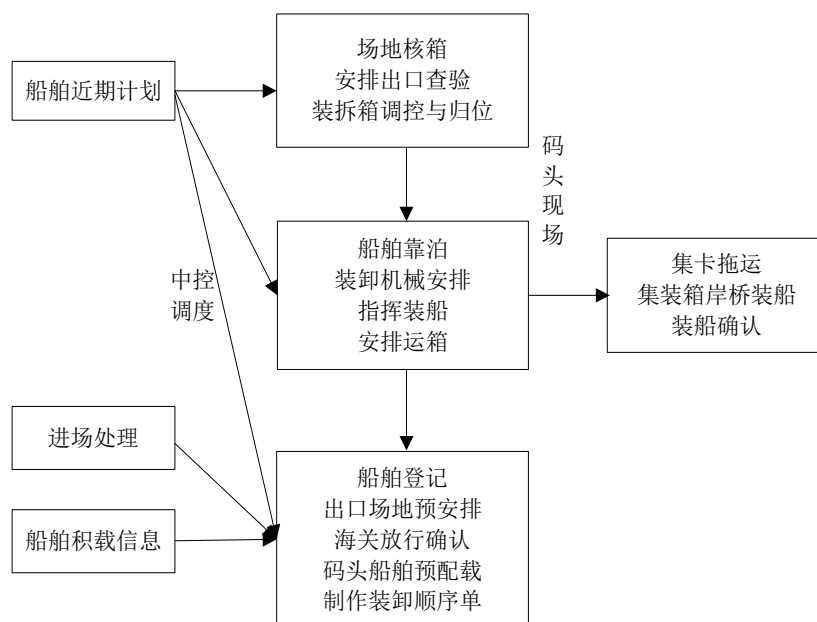 船舶近期计划
场地核箱
安排出口查验
装拆箱调控与归位
码
头
现
场
中控
调度
船舶靠泊
装卸机械安排
指挥装船
安排运箱
集卡拖运
集装箱岸桥装船
装船确认
进场处理
船舶积载信息
船舶登记
出口场地预安排
海关放行确认
码头船舶预配载
制作装卸顺序单